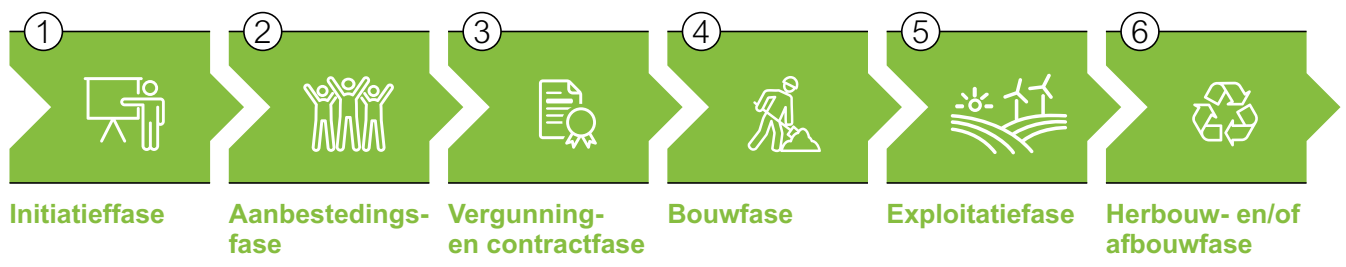 1
2
3
4
5
6
Initiatieffase
Aanbestedings-
fase
Vergunning-
en contractfase
Bouwfase
Exploitatiefase
Herbouw- en/of
afbouwfase